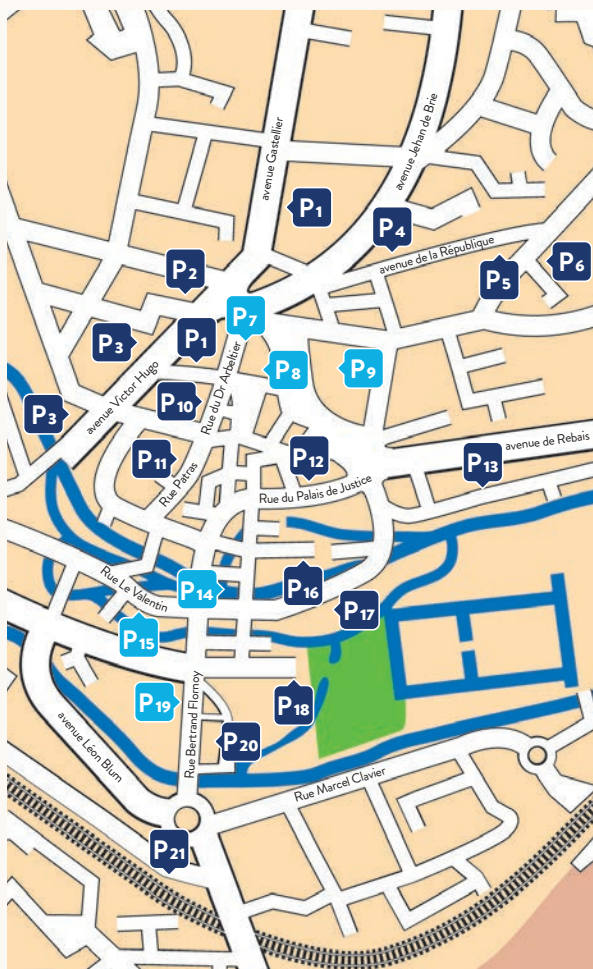 avenue Gastellier
avenue Jehan de Brie
P1
P4
avenue de la République
P2
P5
P6
P7
P3
P1
P8
P9
avenue Victor Hugo
Rue du Dr Arbeltier
P10
P3
P11
Rue Patras
P12
avenue de Rebais
P13
Rue du Palais de Justice
Rue Le Valentin
P14
P16
P17
P15
P19
P18
Rue Bertrand Flornoy
P20
avenue Léon Blum
Rue Marcel Clavier
P21